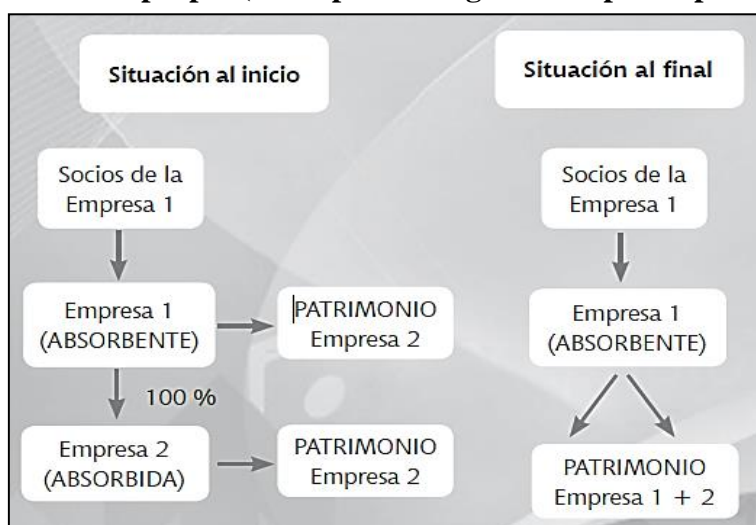 Situación al inicio
Situación al final
Socios de la
Empresa 1
Socios de la
Empresa 1
Empresa 1
(ABSORBENTE)
PATRIMONIO
Empresa 2
Empresa 1
(ABSORBENTE)
100 %
Empresa 2
(ABSORBIDA)
PATRIMONIO
Empresa 2
PATRIMONIO
Empresa 1 + 2